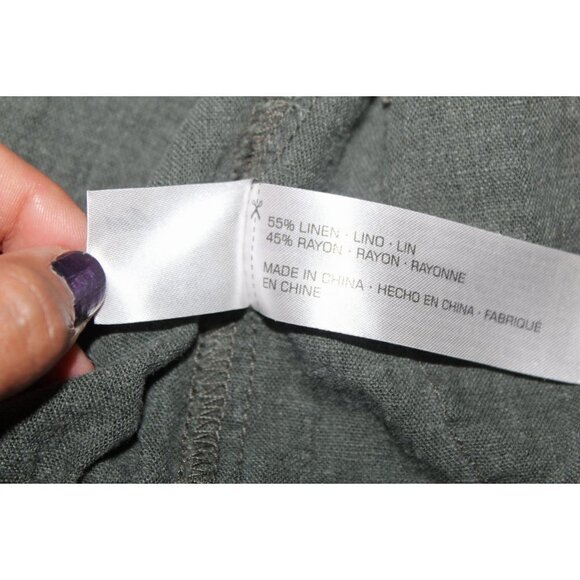 55% LINEN · LINO · LIN
45% RAYON · RAYON · RAYONNE
MADE IN CHINA · HECHO EN CHINA · FABRIQUÉ
EN CHINE